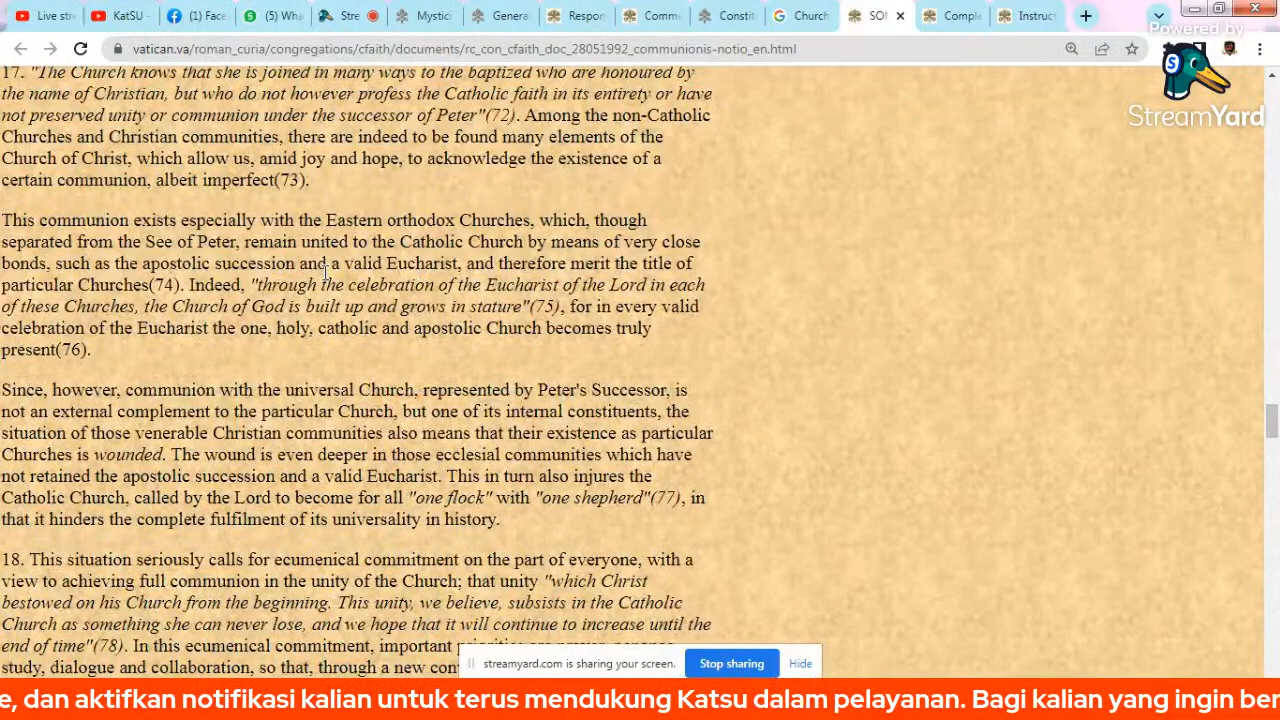 Live stre
KatSU -
(1) Face
(5) Wha
Stre
Mystici
Genera
Respor
Comm
Constit
Church
SOI
Comple
Instruct
Powered by
vatican.va/roman_curia/congregations/cfaith/documents/rc_con_cfaith_doc_28051992_communionis-notio_en.html
StreamYard
17. "The Church knows that she is joined in many ways to the baptized who are honoured by
the name of Christian, but who do not however profess the Catholic faith in its entirety or have
not preserved unity or communion under the successor of Peter"(72). Among the non-Catholic
Churches and Christian communities, there are indeed to be found many elements of the
Church of Christ, which allow us, amid joy and hope, to acknowledge the existence of a
certain communion, albeit imperfect(73).
This communion exists especially with the Eastern orthodox Churches, which, though
separated from the See of Peter, remain united to the Catholic Church by means of very close
bonds, such as the apostolic succession and a valid Eucharist, and therefore merit the title of
particular Churches(74). Indeed, "through the celebration of the Eucharist of the Lord in each
of these Churches, the Church of God is built up and grows in stature"(75), for in every valid
celebration of the Eucharist the one, holy, catholic and apostolic Church becomes truly
present(76).
Since, however, communion with the universal Church, represented by Peter's Successor, is
not an external complement to the particular Church, but one of its internal constituents, the
situation of those venerable Christian communities also means that their existence as particular
Churches is wounded. The wound is even deeper in those ecclesial communities which have
not retained the apostolic succession and a valid Eucharist. This in turn also injures the
Catholic Church, called by the Lord to become for all "one flock" with "one shepherd"(77), in
that it hinders the complete fulfilment of its universality in history.
18. This situation seriously calls for ecumenical commitment on the part of everyone, with a
view to achieving full communion in the unity of the Church; that unity "which Christ
bestowed on his Church from the beginning. This unity, we believe, subsists in the Catholic
Church as something she can never lose, and we hope that it will continue to increase until the
end of time"(78). In this ecumenical commitment, important
study, dialogue and collaboration, so that, through a new con
streamyard.com is sharing your screen.
Stop sharing
Hide
e, dan aktifkan notifikasi kalian untuk terus mendukung Katsu dalam pelayanan. Bagi kalian yang ingin ber